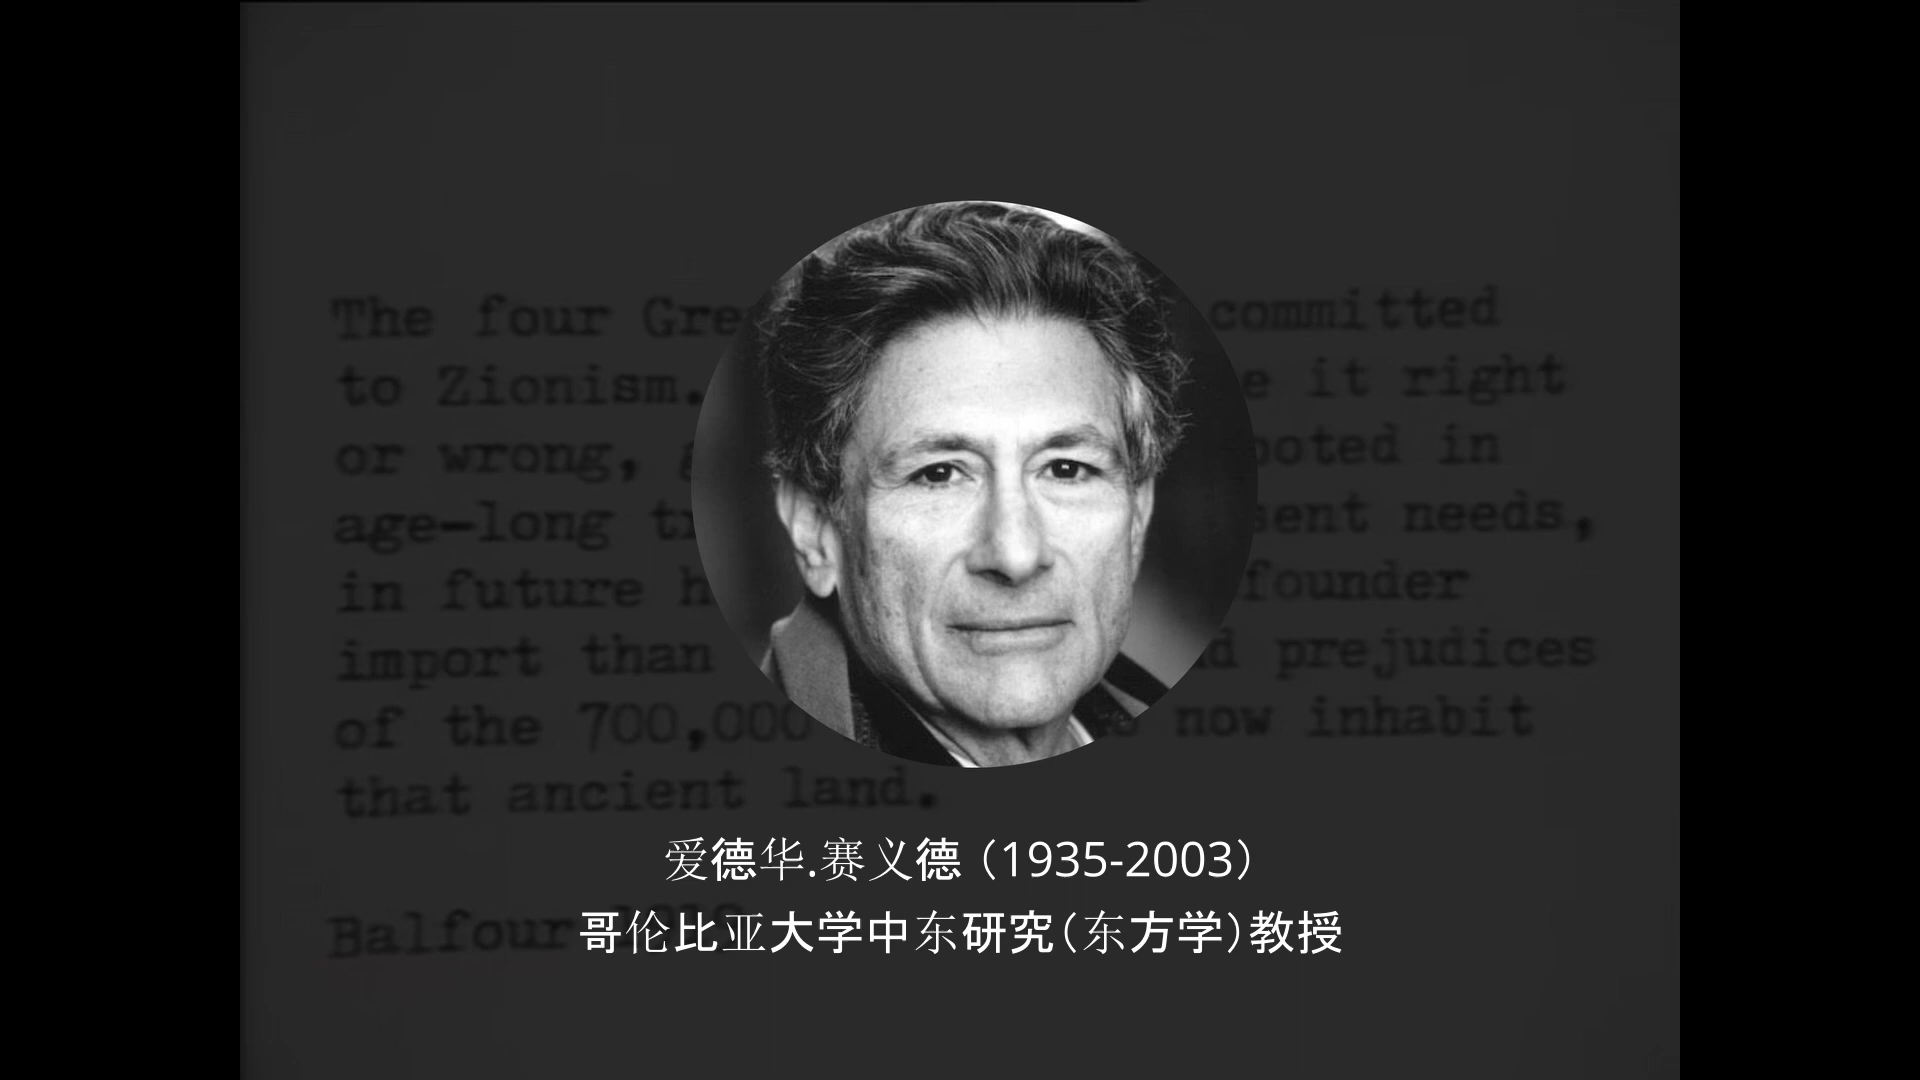 The four Gre committed
to Zionism. it right
or wrong, in
age-long needs,
in future founder
import than prejudices
of the 700,000 now inhabit
that ancient land.
爱德华.赛义德（1935-2003）
Balfour
哥伦比亚大学中东研究（东方学）教授